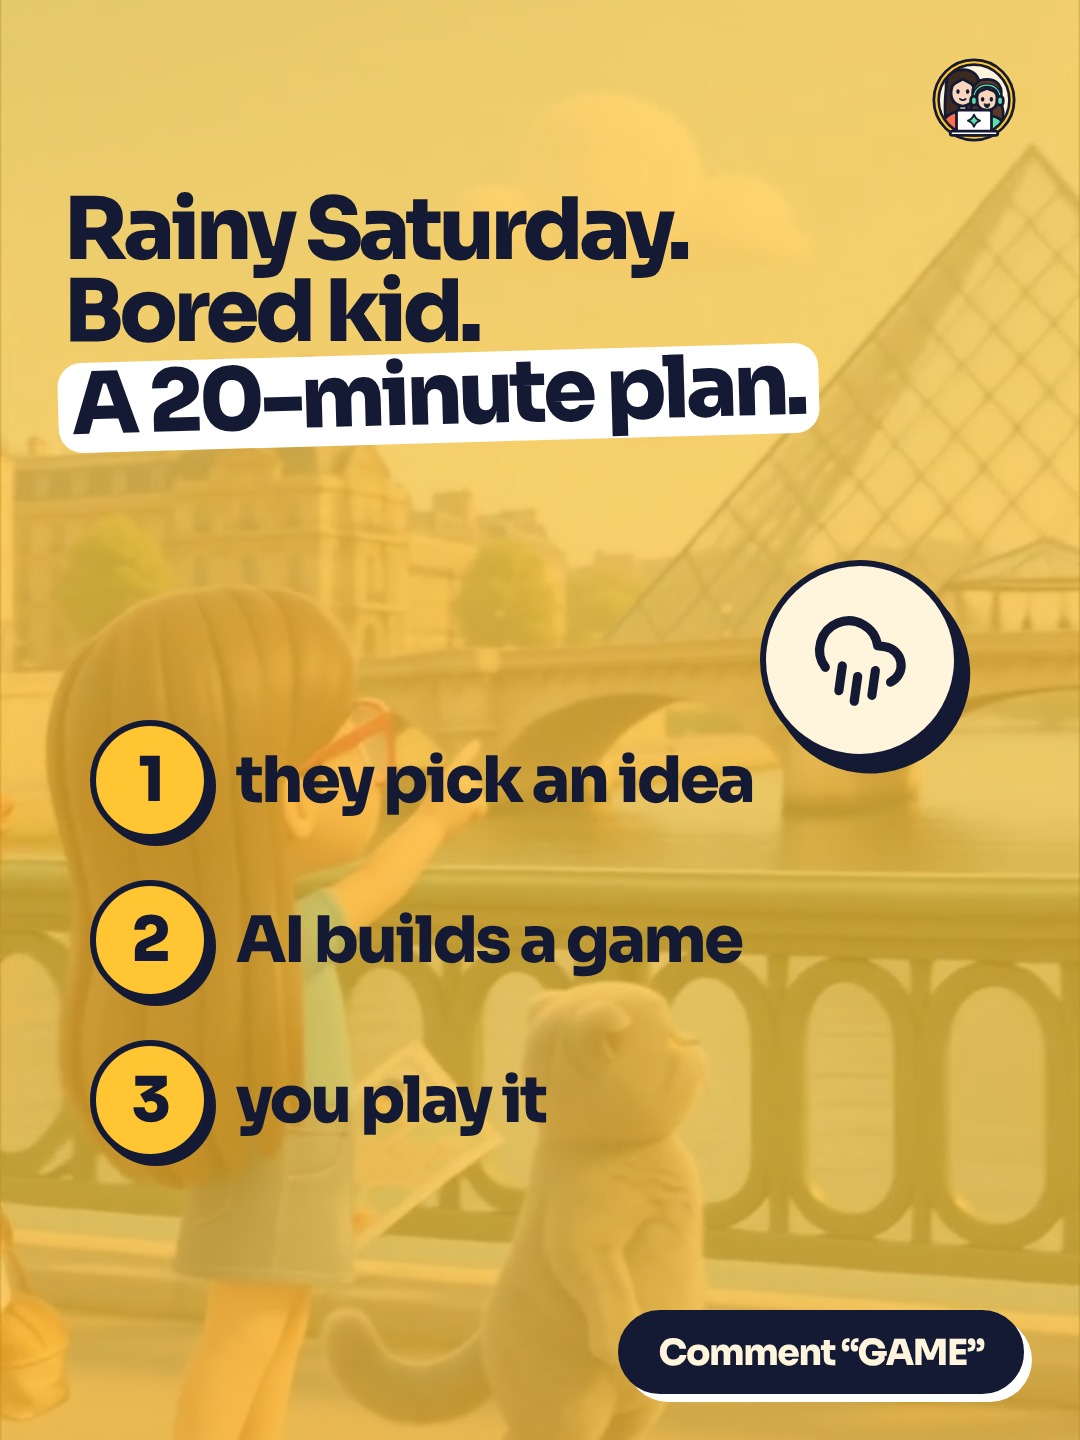 Rainy Saturday.
Bored kid.
A 20-minute plan.
1 they pick an idea
2 AI builds a game
3 you play it
Comment “GAME”